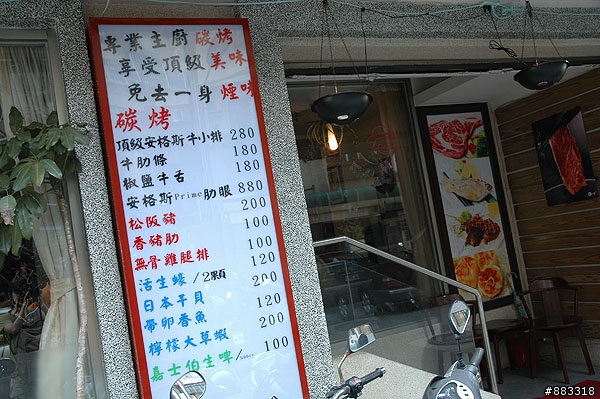 專業主廚 碳烤
享受頂級 美味
免去一身 煙味
碳烤
頂級安格斯牛小排 280
牛肋條 180
椒鹽牛舌 180
安格斯Prime肋眼 880
松阪豬 200
香豬肋 100
無骨雞腿排 100
活生蠔/2顆 120
日本干貝 200
帶卵香魚 120
檸檬大草蝦 200
嘉士伯生啤/ 100
#883318